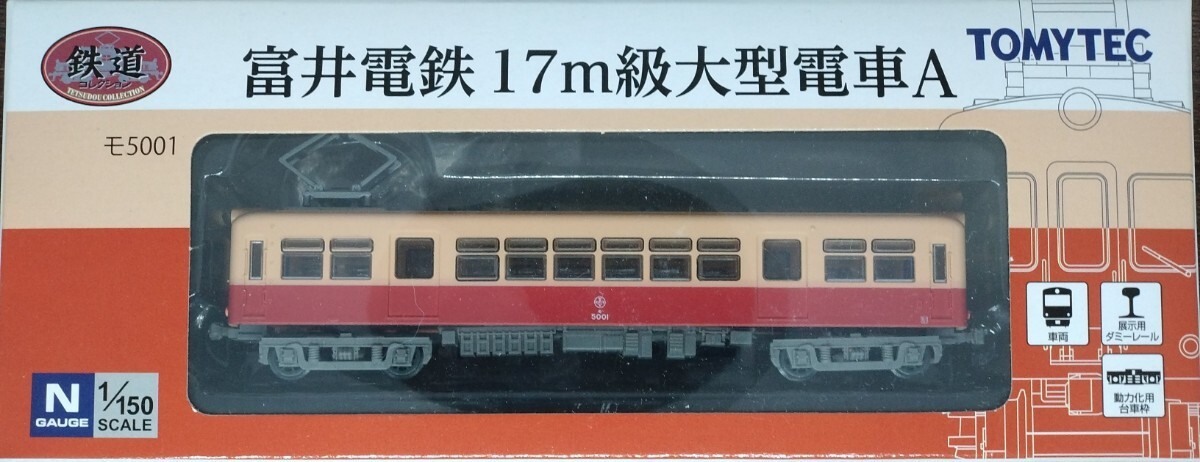 鉄道
コレクション
TETSUDOU COLLECTION
富井電鉄 17m級大型電車A
TOMYTEC
モ5001
モ
5001
車両
展示用
ダミーレール
動力化用
台車枠
N
GAUGE
1/150
SCALE